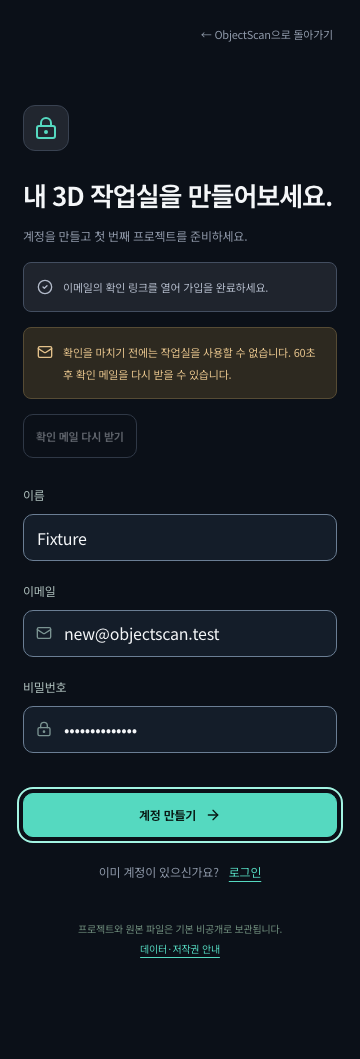 ← ObjectScan으로 돌아가기
내 3D 작업실을 만들어보세요.
계정을 만들고 첫 번째 프로젝트를 준비하세요.
이메일의 확인 링크를 열어 가입을 완료하세요.
확인을 마치기 전에는 작업실을 사용할 수 없습니다. 60초
후 확인 메일을 다시 받을 수 있습니다.
확인 메일 다시 받기
이름
Fixture
이메일
new@objectscan.test
비밀번호
••••••••••••••
계정 만들기 →
이미 계정이 있으신가요? 로그인
프로젝트와 원본 파일은 기본 비공개로 보관됩니다.
데이터·저작권 안내